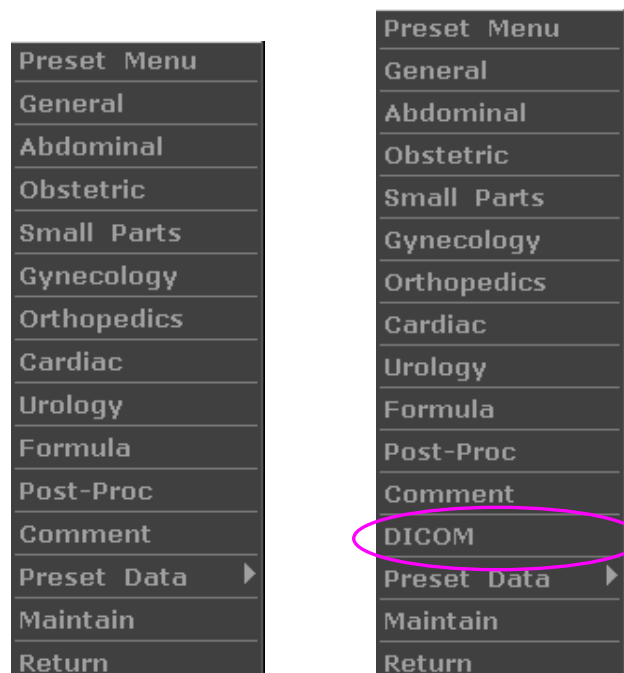 Preset Menu
General
Abdominal
Obstetric
Small Parts
Gynecology
Orthopedics
Cardiac
Urology
Formula
Post-Proc
Comment
Preset Data
Maintain
Return
Preset Menu
General
Abdominal
Obstetric
Small Parts
Gynecology
Orthopedics
Cardiac
Urology
Formula
Post-Proc
Comment
DICOM
Preset Data
Maintain
Return